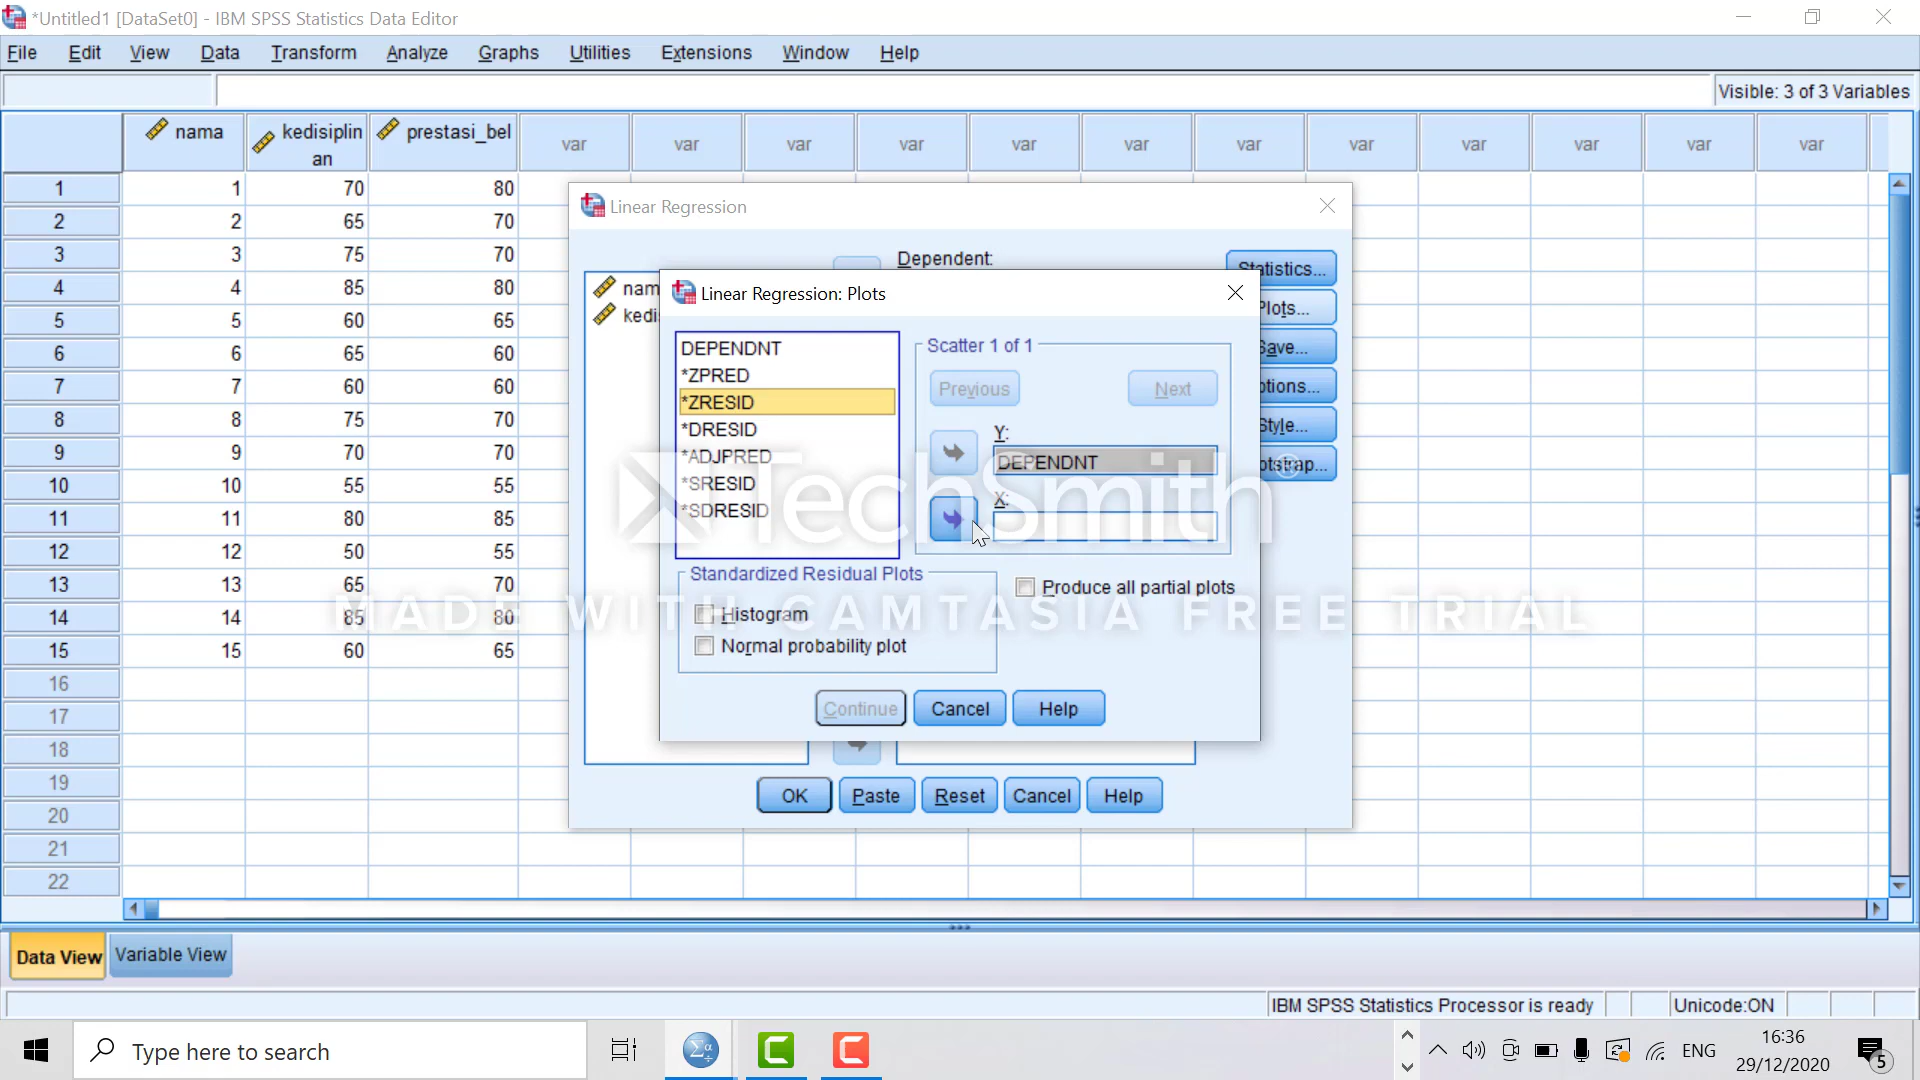 *Untitled1 [DataSet0] - IBM SPSS Statistics Data Editor
File Edit View Data Transform Analyze Graphs Utilities Extensions Window Help
Visible: 3 of 3 Variables
nama kedisiplin
an prestasi_bel var var var var var var var var var var var var
1 1 70 80
2 2 65 70
3 3 75 70
4 4 85 80
5 5 60 65
6 6 65 60
7 7 60 60
8 8 75 70
9 9 70 70
10 10 55 55
11 11 80 85
12 12 50 55
13 13 65 70
14 14 85 80
15 15 60 65
16
17
18
19
20
21
22
Linear Regression
Dependent:
nam
kedi
Statistics...
Plots...
Save...
ptions...
Style...
otstrap...
Linear Regression: Plots
DEPENDNT
*ZPRED
*ZRESID
*DRESID
*ADJPRED
*SRESID
*SDRESID
Scatter 1 of 1
Previous Next
Y:
DEPENDNT
X:
Standardized Residual Plots
Histogram
Normal probability plot
Produce all partial plots
Continue Cancel Help
OK Paste Reset Cancel Help
TechSmith®
MADE WITH CAMTASIA FREE TRIAL
Data View Variable View
IBM SPSS Statistics Processor is ready Unicode:ON
Type here to search
ENG
16:36
29/12/2020
5